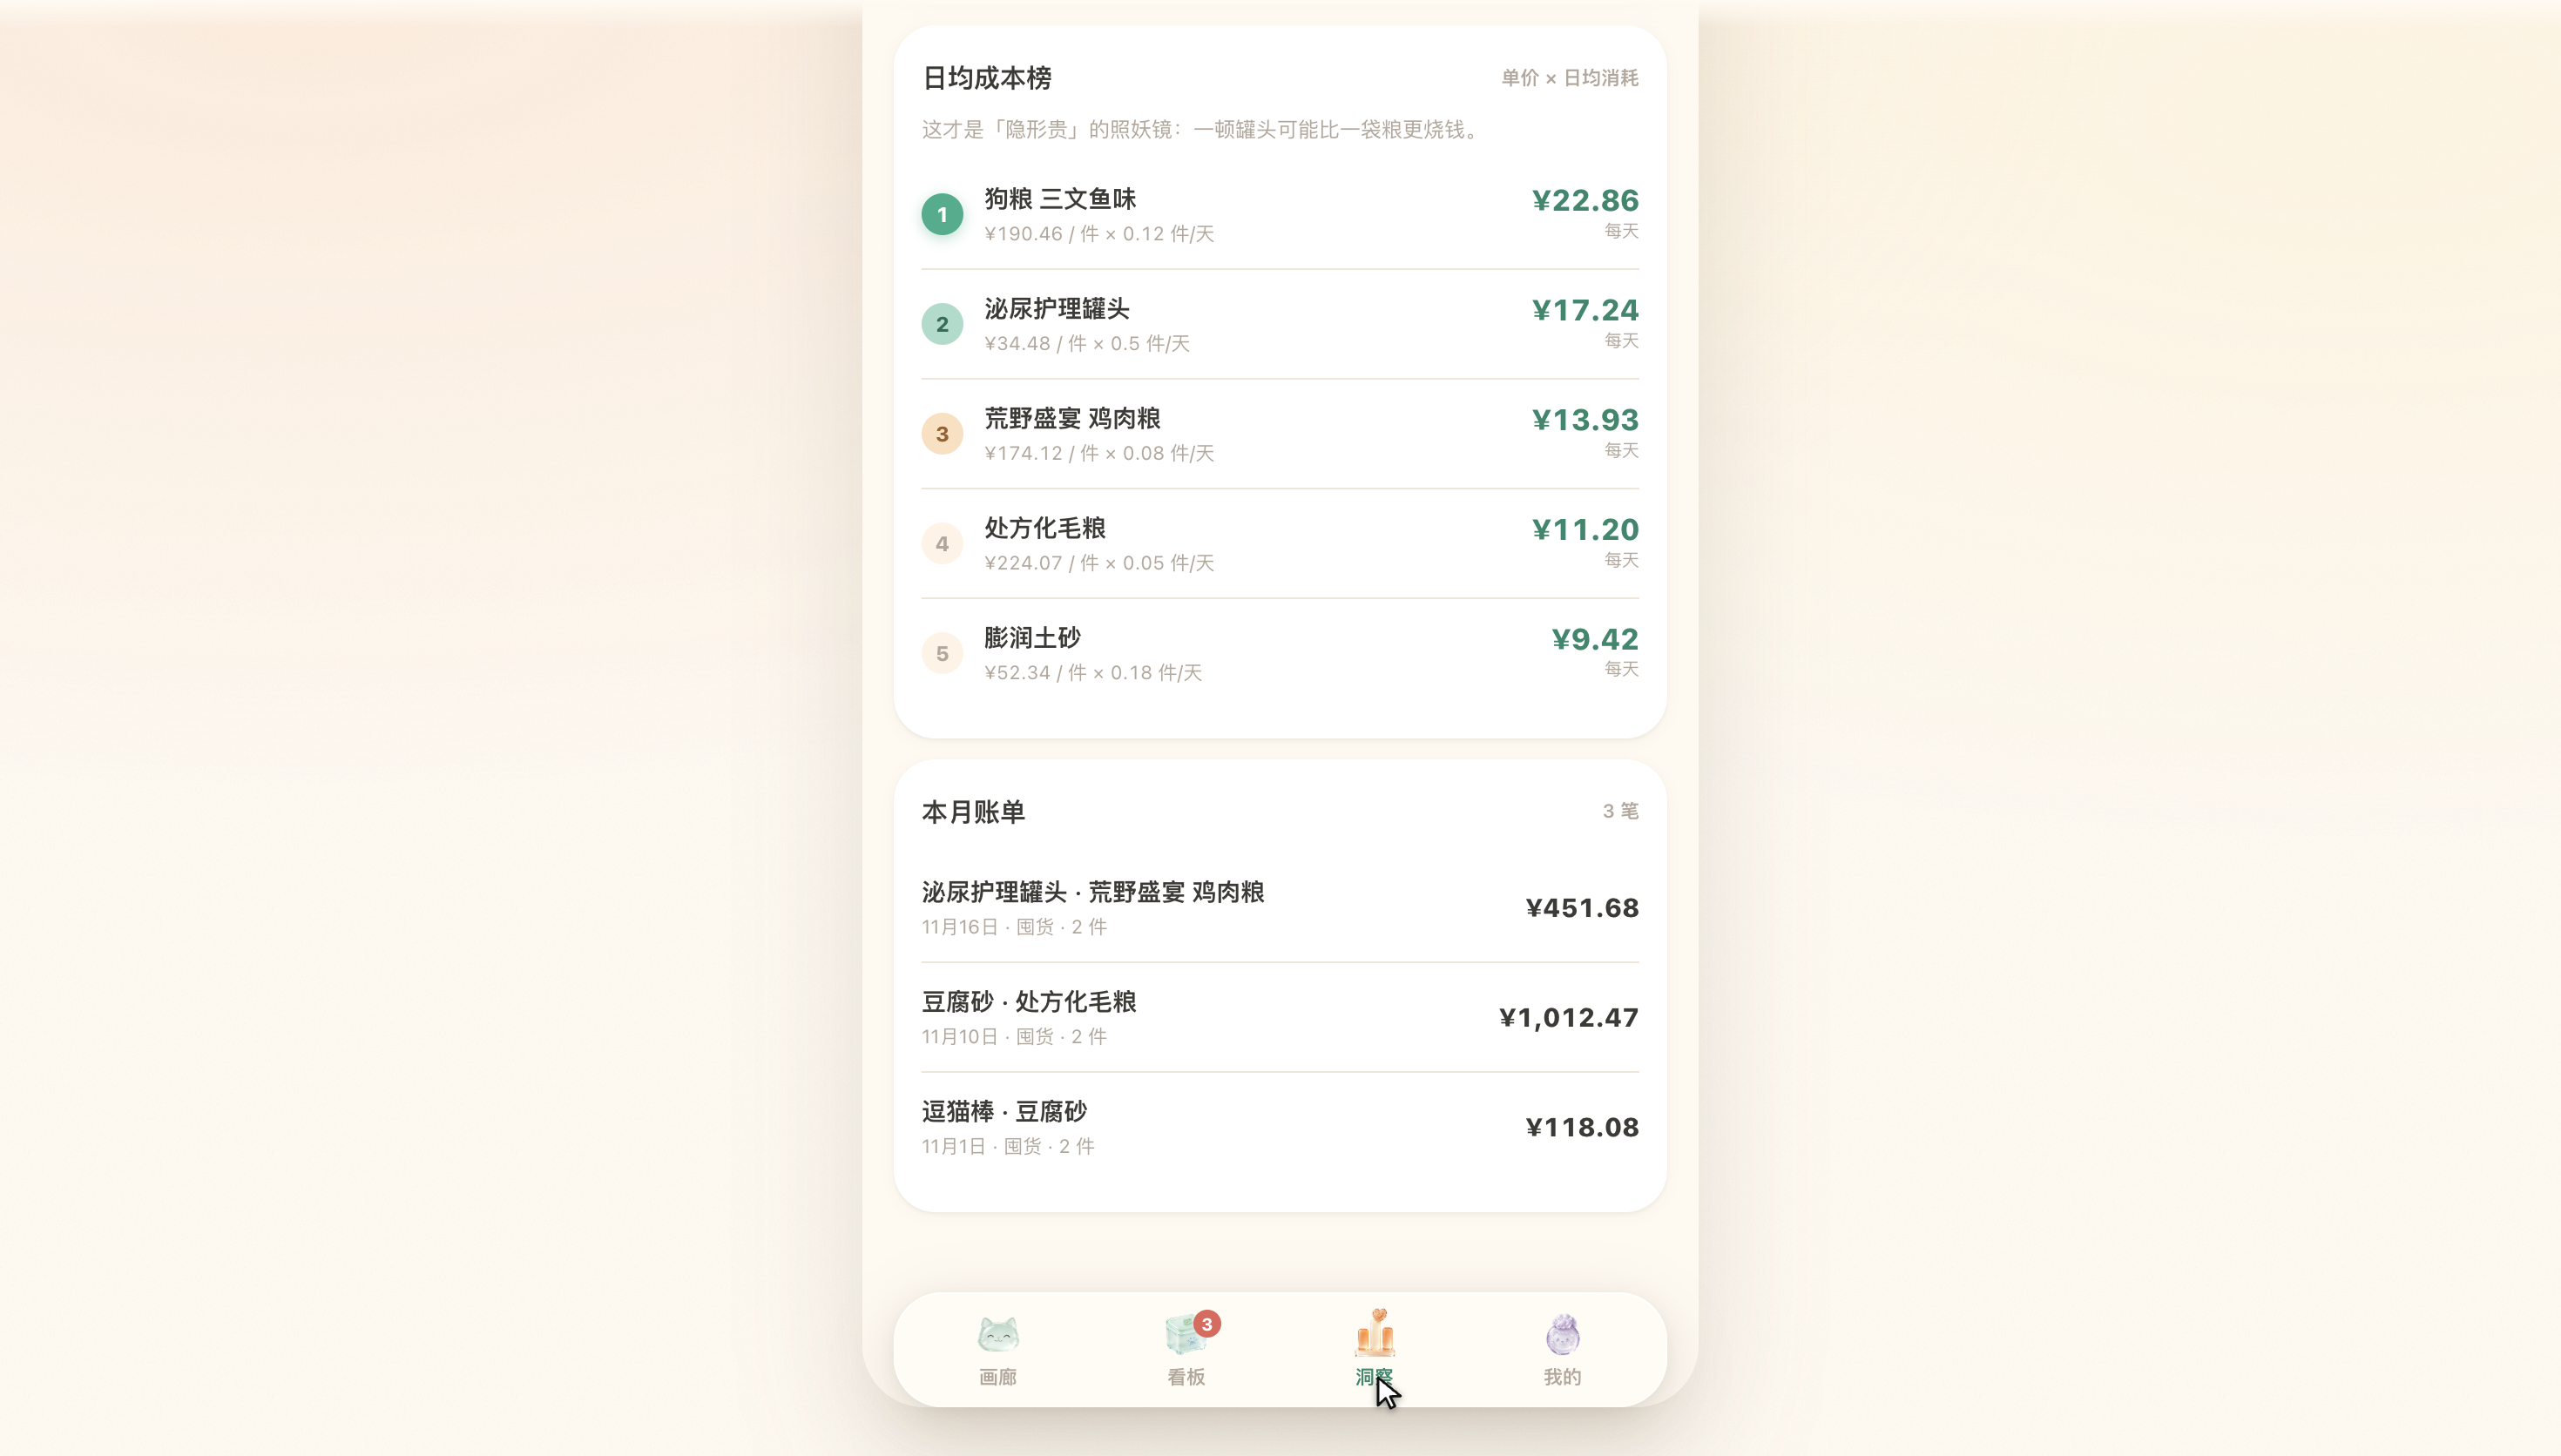 日均成本榜
单价 × 日均消耗
这才是「隐形贵」的照妖镜：一顿罐头可能比一袋粮更烧钱。
1
狗粮 三文鱼味
¥22.86
¥190.46 / 件 × 0.12 件/天
每天
2
泌尿护理罐头
¥17.24
¥34.48 / 件 × 0.5 件/天
每天
3
荒野盛宴 鸡肉粮
¥13.93
¥174.12 / 件 × 0.08 件/天
每天
4
处方化毛粮
¥11.20
¥224.07 / 件 × 0.05 件/天
每天
5
膨润土砂
¥9.42
¥52.34 / 件 × 0.18 件/天
每天
本月账单
3 笔
泌尿护理罐头 · 荒野盛宴 鸡肉粮
¥451.68
11月16日 · 囤货 · 2 件
豆腐砂 · 处方化毛粮
¥1,012.47
11月10日 · 囤货 · 2 件
逗猫棒 · 豆腐砂
¥118.08
11月1日 · 囤货 · 2 件
3
画廊
看板
洞察
我的